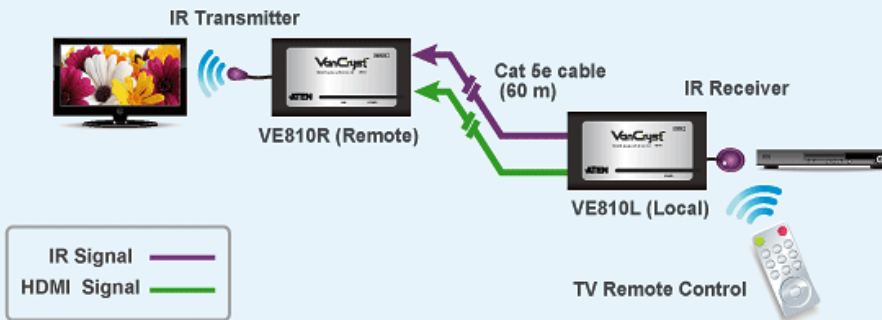 IR Transmitter
VanCryst
ATEN
VE810R (Remote)
Cat 5e cable
(60 m)
IR Receiver
VanCryst
ATEN
VE810L (Local)
IR Signal
HDMI Signal
TV Remote Control